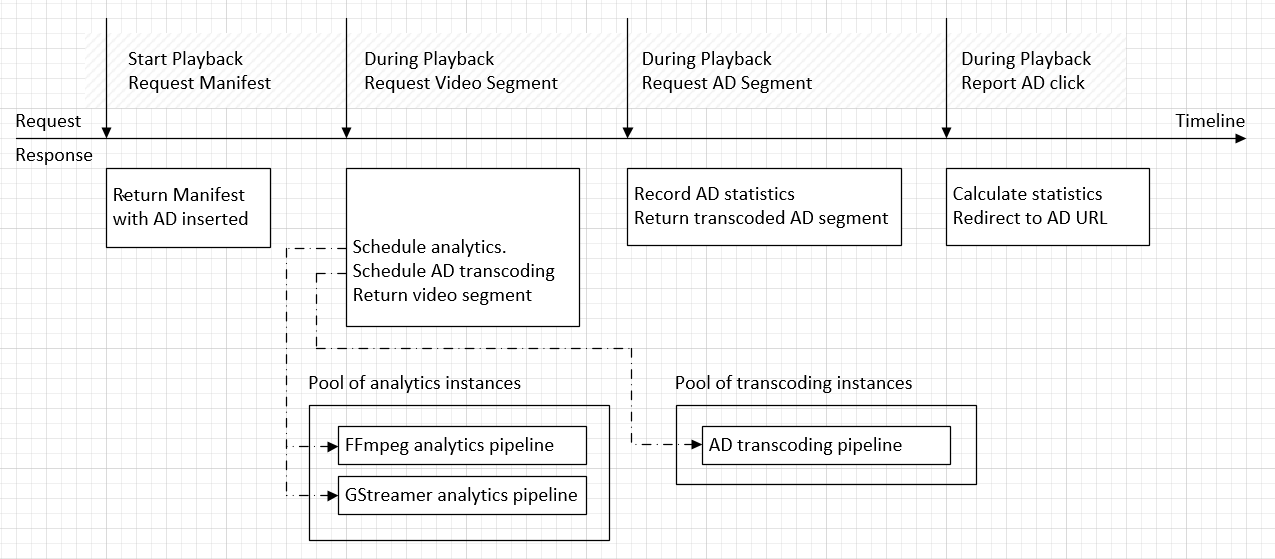 Start Playback
Request Manifest
During Playback
Request Video Segment
During Playback
Request AD Segment
During Playback
Report AD click
Request
Timeline
Response
Return Manifest
with AD inserted
Schedule analytics.
Schedule AD transcoding
Return video segment
Record AD statistics
Return transcoded AD segment
Calculate statistics
Redirect to AD URL
Pool of analytics instances
FFmpeg analytics pipeline
GStreamer analytics pipeline
Pool of transcoding instances
AD transcoding pipeline